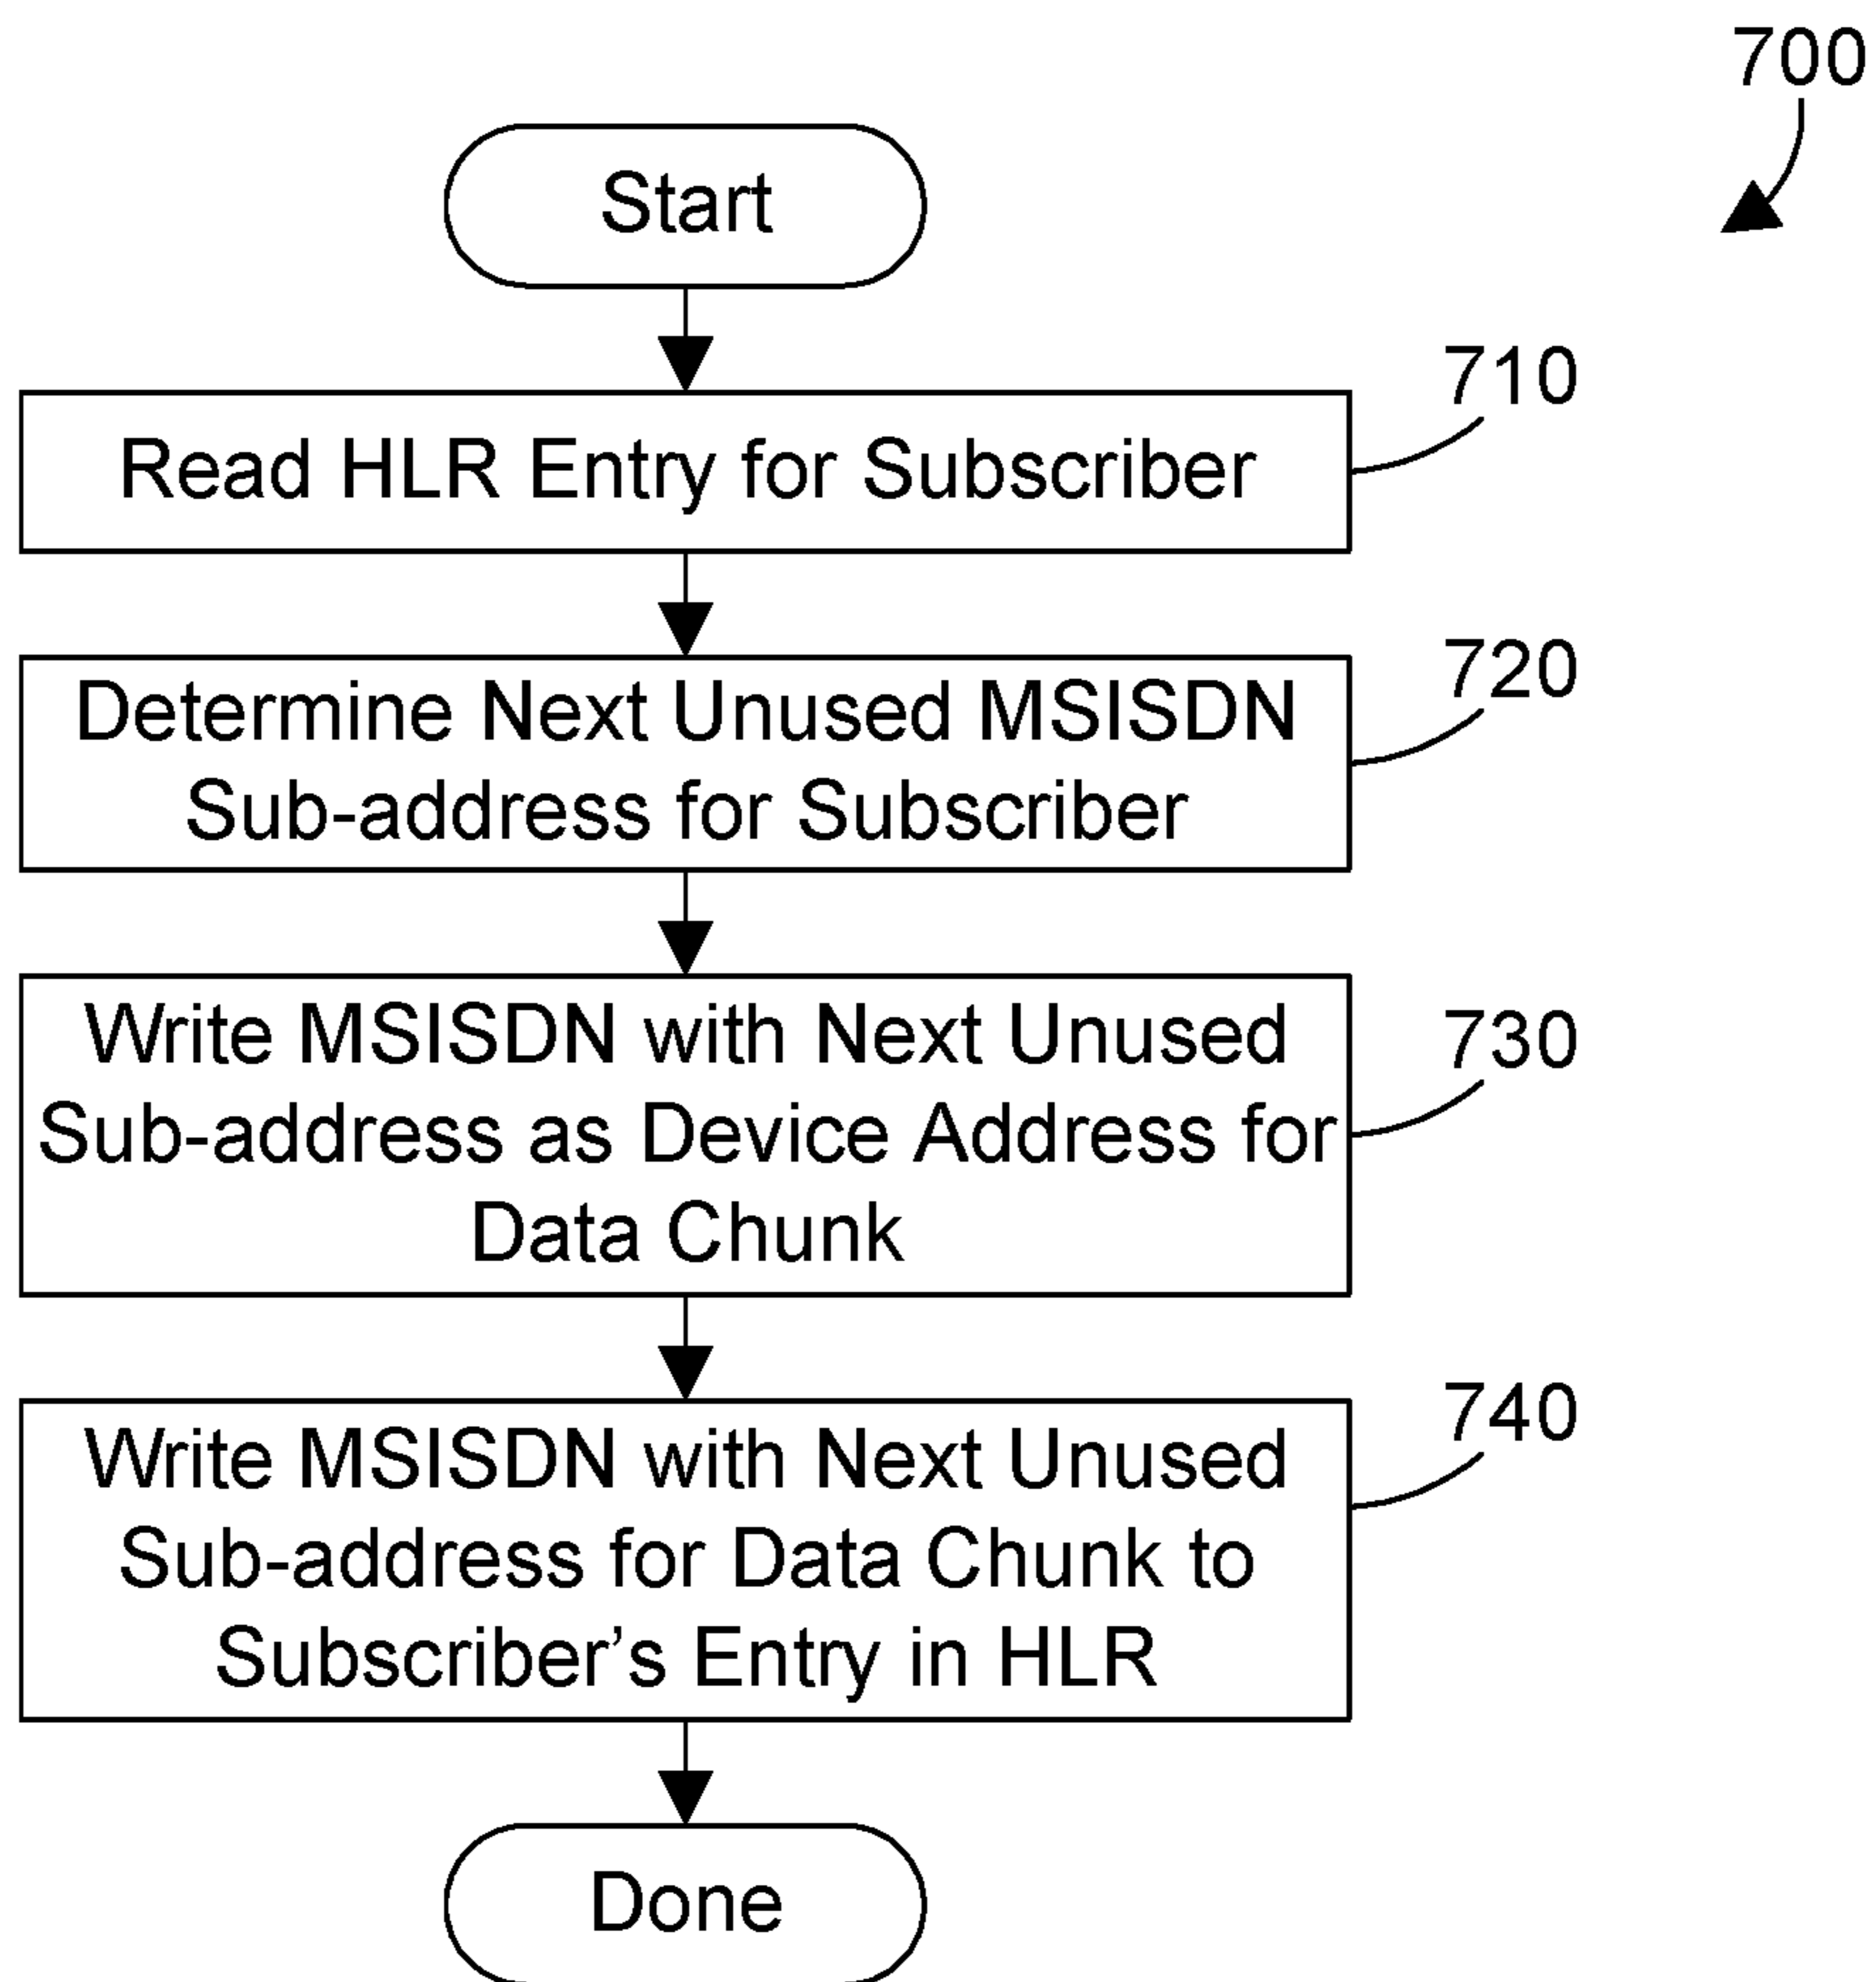 700
Start
710
Read HLR Entry for Subscriber
720
Determine Next Unused MSISDN
Sub-address for Subscriber
730
Write MSISDN with Next Unused
Sub-address as Device Address for
Data Chunk
740
Write MSISDN with Next Unused
Sub-address for Data Chunk to
Subscriber’s Entry in HLR
Done